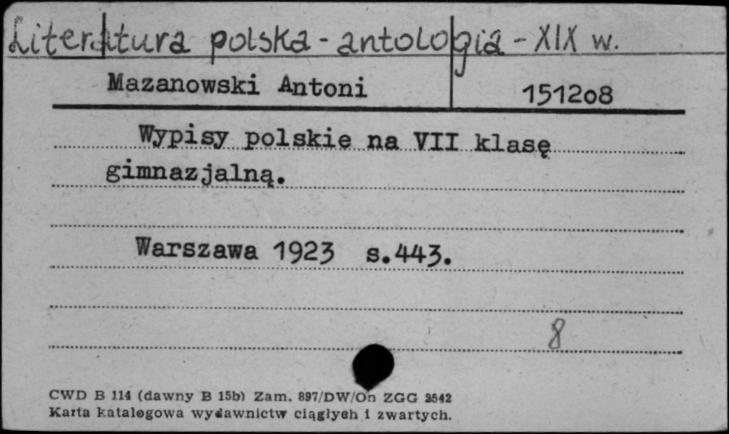 Literatura polska - antologia - XIX w.
Mazanowski Antoni 151208
Wypisy polskie na VII klasę
gimnazjalną.
Warszawa 1923 s.443.
8
CWD B 114 (dawny B 15b) Zam. 897/DW/On ZGG 2542
Karta katalogowa wydawnictw ciągłych i zwartych.